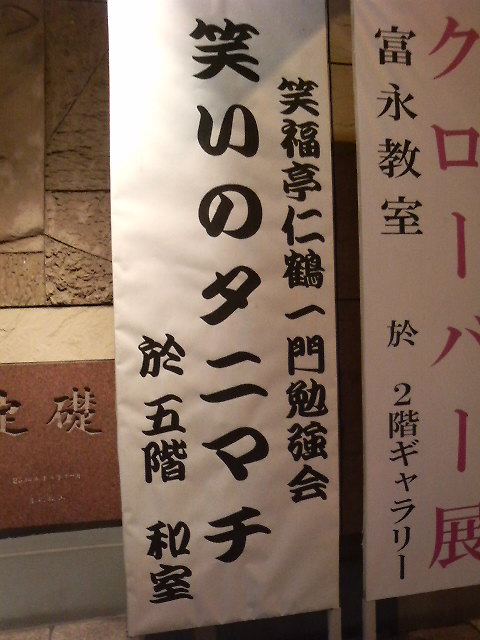 クローバー展
富永教室
於 2階ギャラリー
笑福亭仁鶴一門勉強会
笑いのタニマチ
於 五階 和室
定礎